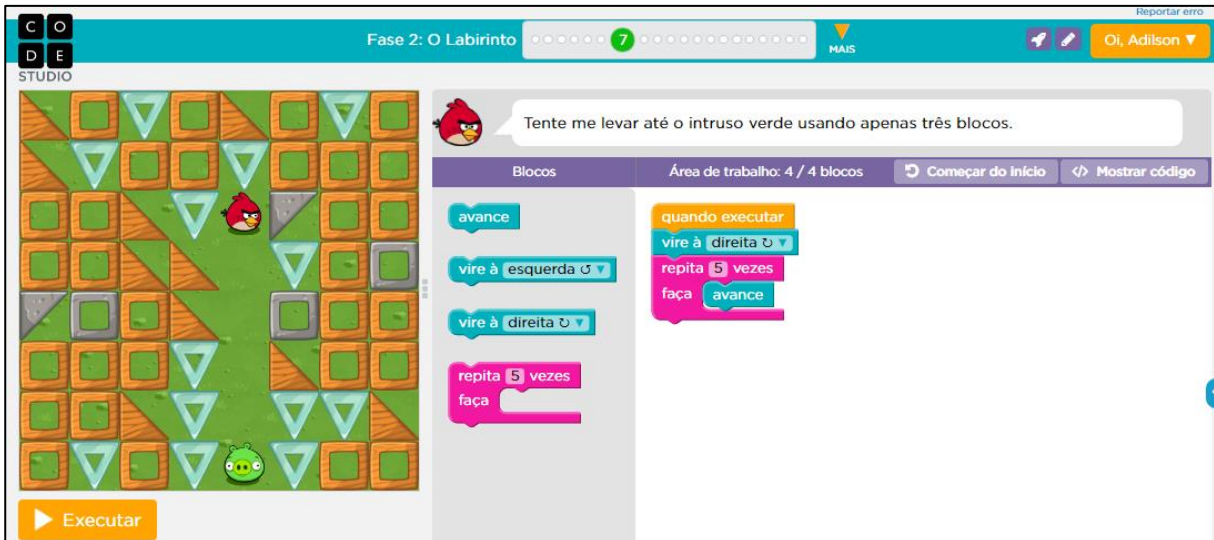 Reportar erro
C O
D E
STUDIO
Fase 2: O Labirinto
7
MAIS
Oi, Adilson ▼
Tente me levar até o intruso verde usando apenas três blocos.
Blocos
Área de trabalho: 4 / 4 blocos
Começar do início
</> Mostrar código
avance
vire à esquerda ↺ ▼
vire à direita ↻ ▼
repita 5 vezes
faça
quando executar
vire à direita ↻ ▼
repita 5 vezes
faça avance
Executar